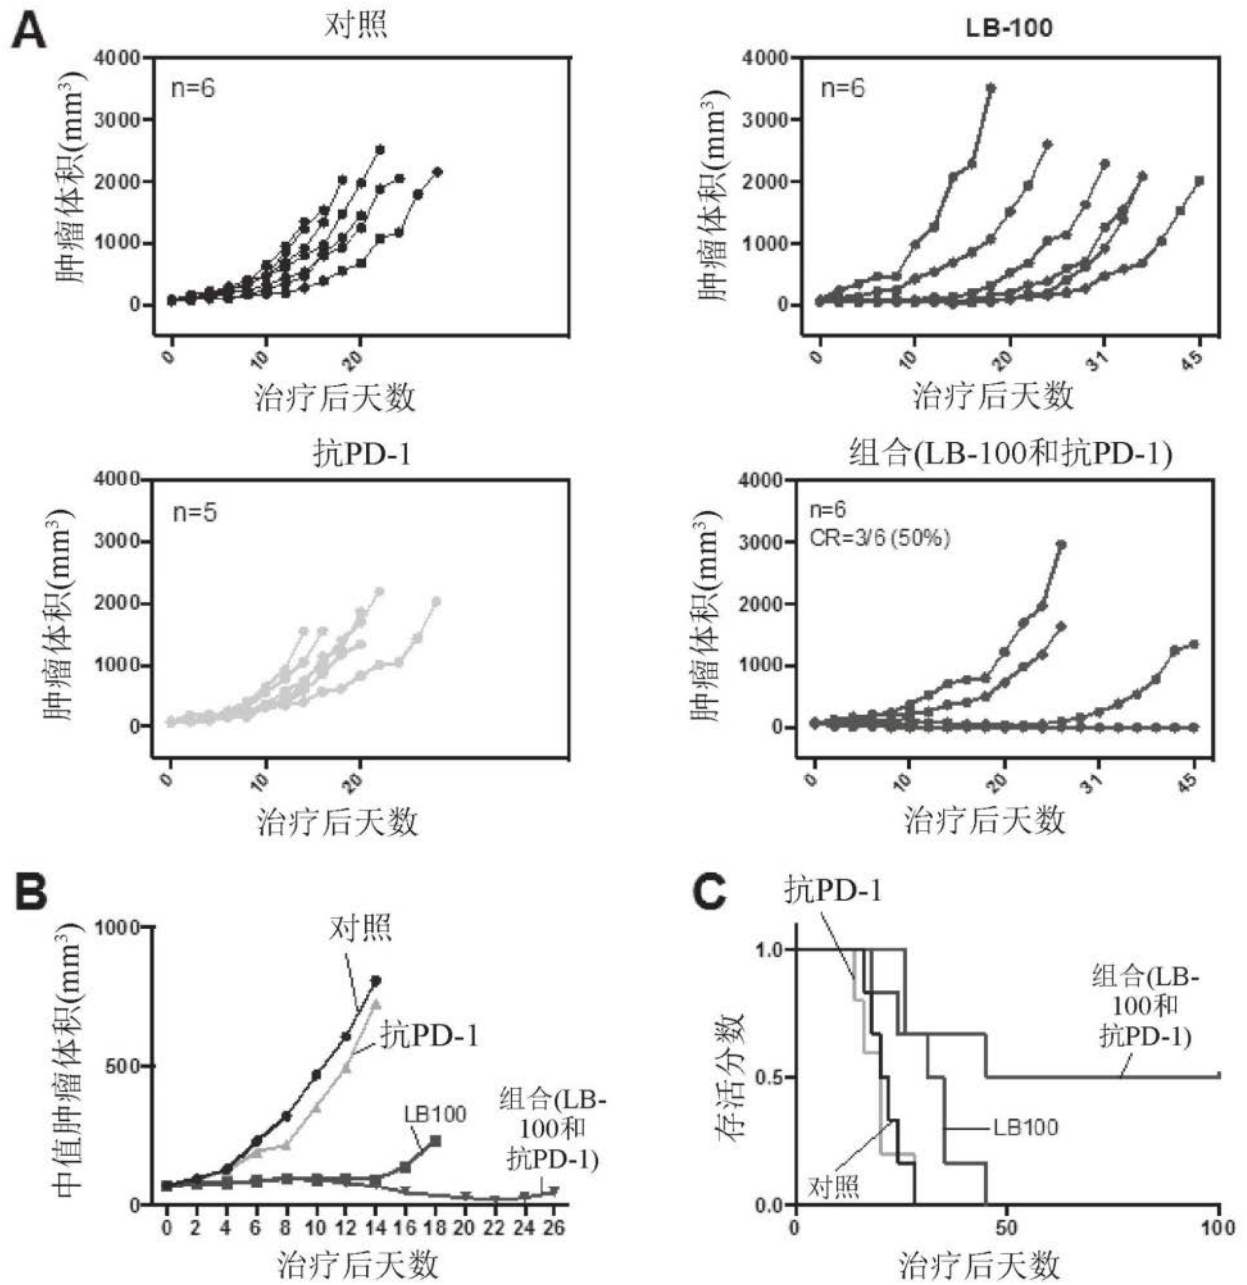 A
对照
肿瘤体积(mm³)
4000
3000
2000
1000
0
n=6
0
10
20
治疗后天数
LB-100
肿瘤体积(mm³)
4000
3000
2000
1000
0
n=6
0
10
20
31
45
治疗后天数
抗PD-1
肿瘤体积(mm³)
4000
3000
2000
1000
0
n=5
0
10
20
治疗后天数
组合(LB-100和抗PD-1)
肿瘤体积(mm³)
4000
3000
2000
1000
0
n=6
CR=3/6 (50%)
0
10
20
31
45
治疗后天数
B
中值肿瘤体积(mm³)
1000
500
0
对照
抗PD-1
LB100
组合(LB-
100和
抗PD-1)
0 2 4 6 8 10 12 14 16 18 20 22 24 26
治疗后天数
C
抗PD-1
存活分数
1.0
0.5
0.0
组合(LB-
100和
抗PD-1)
LB100
对照
0 50 100
治疗后天数